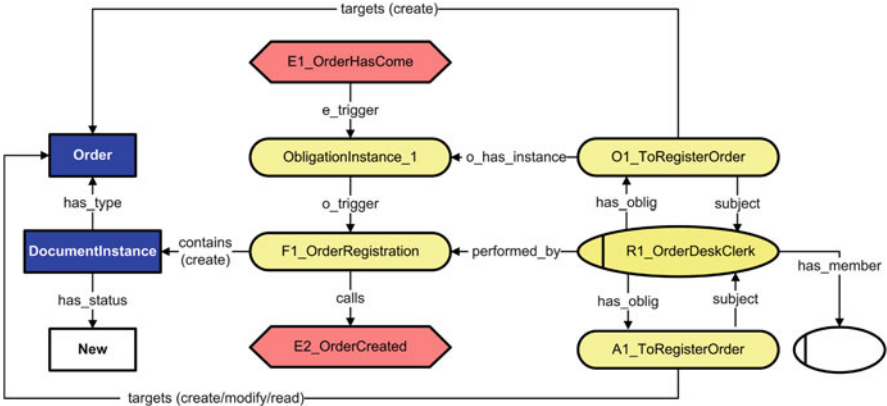 targets (create)
E1_OrderHasCome
e_trigger
Order
ObligationInstance_1
o_has_instance
O1_ToRegisterOrder
has_type
o_trigger
has_oblig
subject
DocumentInstance
contains
(create)
F1_OrderRegistration
performed_by
R1_OrderDeskClerk
has_member
has_status
calls
has_oblig
subject
New
E2_OrderCreated
A1_ToRegisterOrder
targets (create/modify/read)